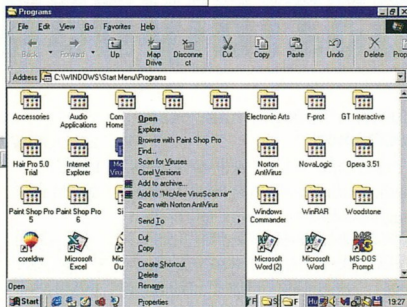 Programs
File Edit View Go Favorites Help
Back Forward Up Map Drive Disconnect Cut Copy Paste Undo Delete Prop
Address C:\WINDOWS\Start Menu\Programs
Accessories
Audio Applications
Com Home
Electronic Arts
F-prot
GT Interactive
Hair Pro 5.0 Trial
Internet Explorer
Norton AntiVirus
NovaLogic
Opera 3.51
Paint Shop Pro 5
Paint Shop Pro 6
Windows Commander
WinRAR
Woodstone
coreldrw
Microsoft Excel
Microsoft Word (2)
Microsoft Word
MS-DOS Prompt
Open
Explore
Browse with Paint Shop Pro
Find...
Scan for Viruses
Corel Versions
Add to archive...
Add to "McAfee VirusScan.rar"
Scan with Norton AntiVirus
Send To
Cut
Copy
Create Shortcut
Delete
Rename
Properties
Open
Start
Hu
19:27